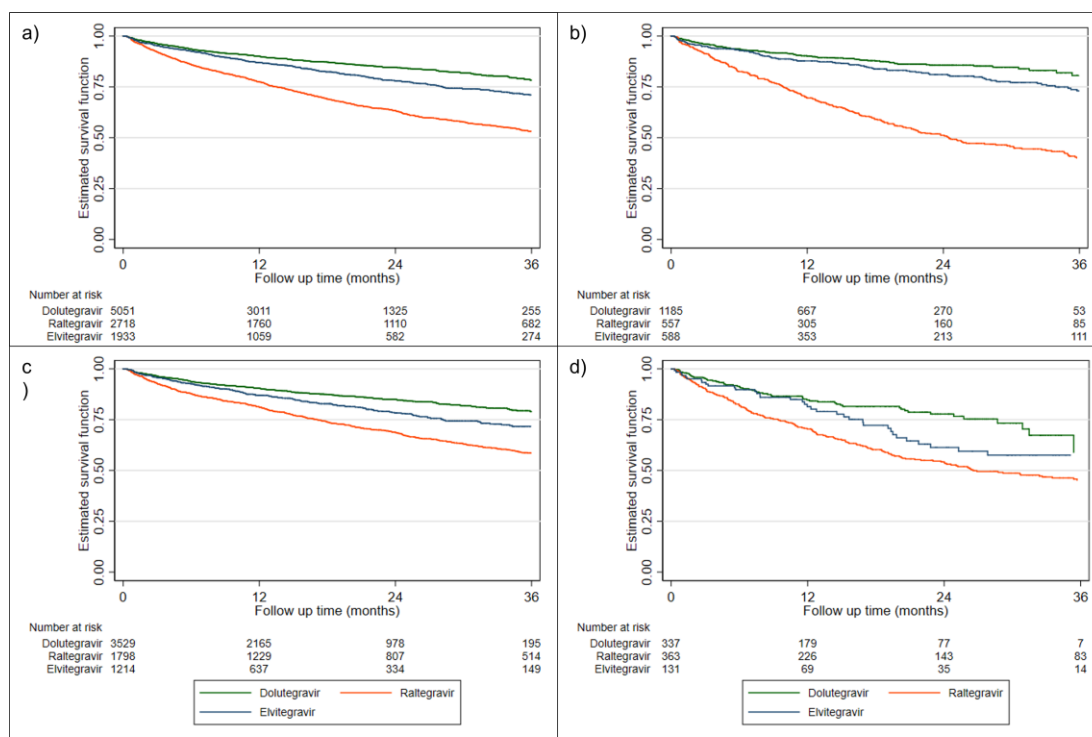 a)
Estimated survival function
1.00
0.75
0.50
0.25
0.00
0 12 24 36
Follow up time (months)
Number at risk
Dolutegravir 5051 3011 1325 255
Raltegravir 2718 1760 1110 682
Elvitegravir 1933 1059 582 274
b)
Estimated survival function
1.00
0.75
0.50
0.25
0.00
0 12 24 36
Follow up time (months)
Number at risk
Dolutegravir 1185 667 270 53
Raltegravir 557 305 160 85
Elvitegravir 588 353 213 111
c
)
Estimated survival function
1.00
0.75
0.50
0.25
0.00
0 12 24 36
Follow up time (months)
Number at risk
Dolutegravir 3529 2165 978 195
Raltegravir 1798 1229 807 514
Elvitegravir 1214 637 334 149
Dolutegravir Raltegravir
Elvitegravir
d)
Estimated survival function
1.00
0.75
0.50
0.25
0.00
0 12 24 36
Follow up time (months)
Number at risk
Dolutegravir 337 179 77 7
Raltegravir 363 226 143 83
Elvitegravir 131 69 35 14
Dolutegravir Raltegravir
Elvitegravir